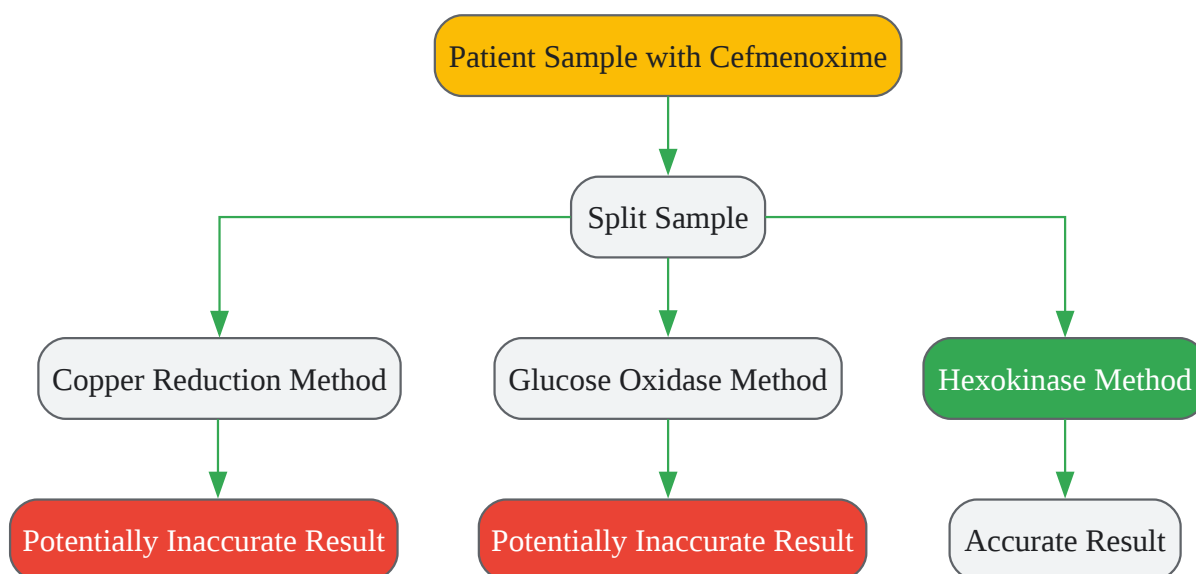 Patient Sample with Cefmenoxime
Split Sample
Copper Reduction Method
Glucose Oxidase Method
Hexokinase Method
Potentially Inaccurate Result
Potentially Inaccurate Result
Accurate Result